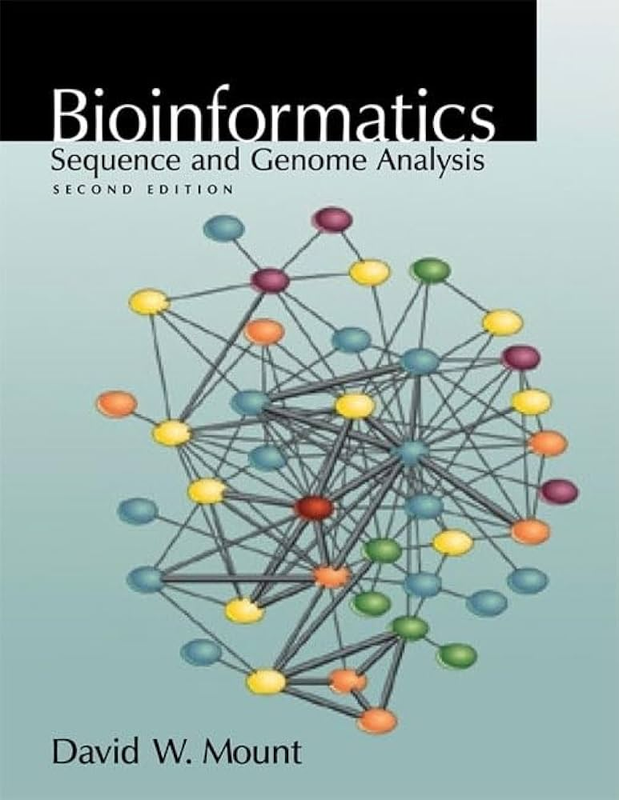 Bioinformatics
Sequence and Genome Analysis
SECOND EDITION
David W. Mount